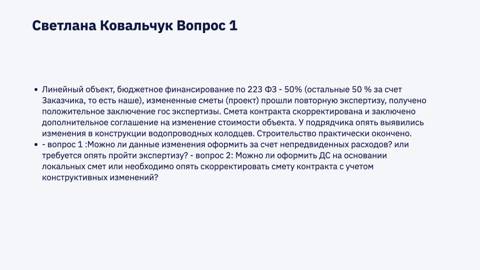 Светлана Ковальчук Вопрос 1
• Линейный объект, бюджетное финансирование по 223 ФЗ - 50% (остальные 50 % за счет
Заказчика, то есть наше), измененные сметы (проект) прошли повторную экспертизу, получено
положительное заключение гос экспертизы. Смета контракта скорректирована и заключено
дополнительное соглашение на изменение стоимости объекта. У подрядчика опять выявились
изменения в конструкции водопроводных колодцев. Строительство практически окончено.
• - вопрос 1 :Можно ли данные изменения оформить за счет непредвиденных расходов? или
требуется опять пройти экспертизу? - вопрос 2: Можно ли оформить ДС на основании
локальных смет или необходимо опять скорректировать смету контракта с учетом
конструктивных изменений?